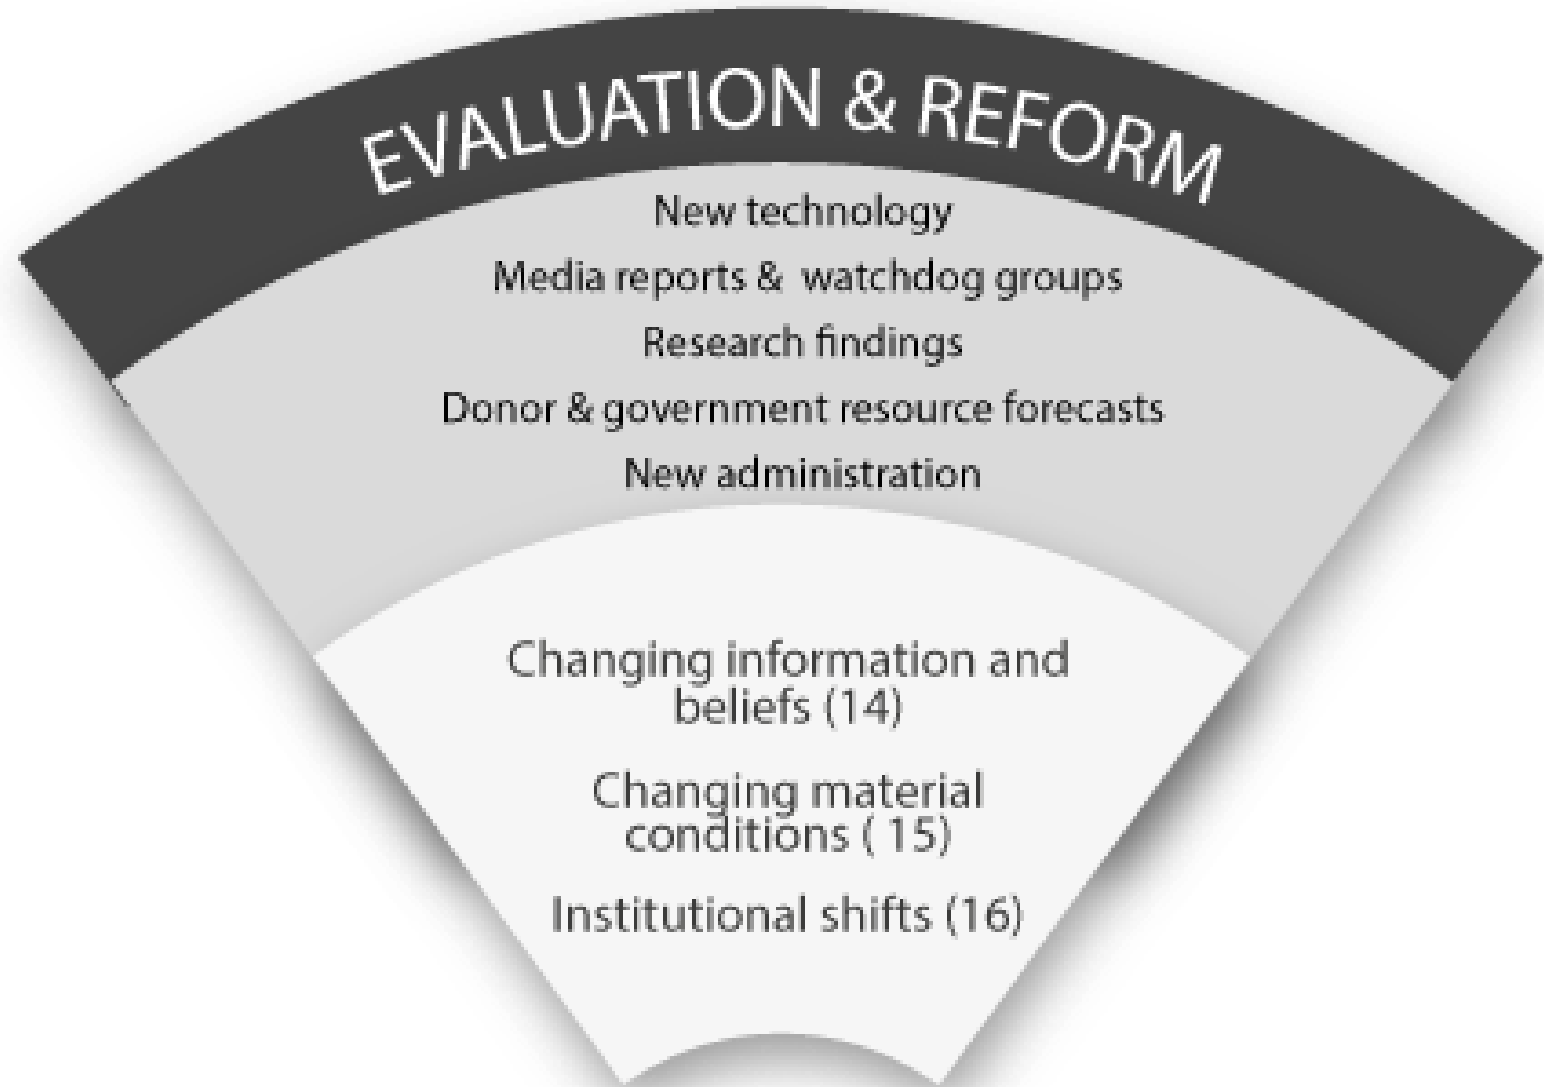 EVALUATION & REFORM
New technology
Media reports & watchdog groups
Research findings
Donor & government resource forecasts
New administration
Changing information and
beliefs (14)
Changing material
conditions ( 15)
Institutional shifts (16)